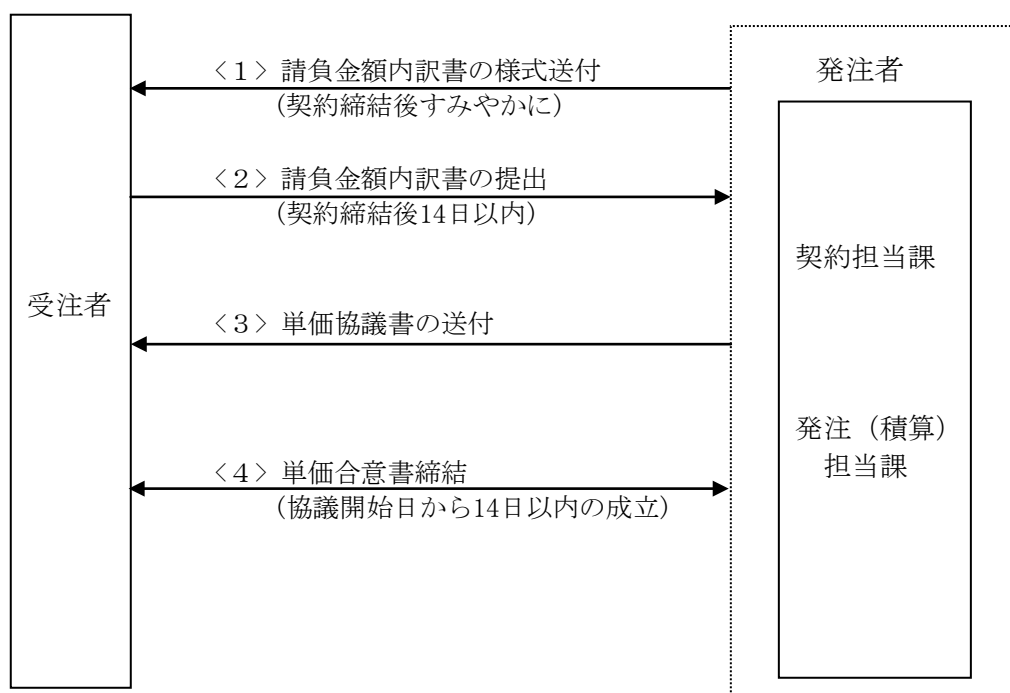 発注者
＜１＞請負金額内訳書の様式送付
(契約締結後すみやかに)
＜２＞請負金額内訳書の提出
(契約締結後14日以内)
契約担当課
受注者
＜３＞単価協議書の送付
発注（積算）
担当課
＜４＞単価合意書締結
(協議開始日から14日以内の成立)